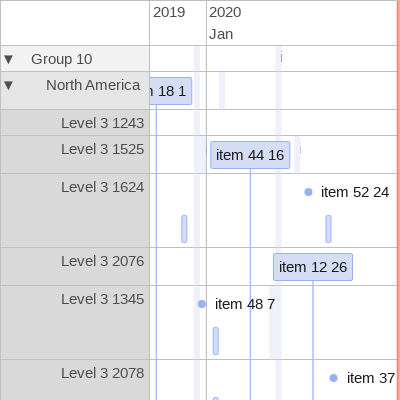 2019
2020
Jan
▼ Group 10
i
▼ North America
18 1
Level 3 1243
Level 3 1525
item 44 16
i
Level 3 1624
item 52 24
Level 3 2076
item 12 26
Level 3 1345
item 48 7
Level 3 2078
item 37